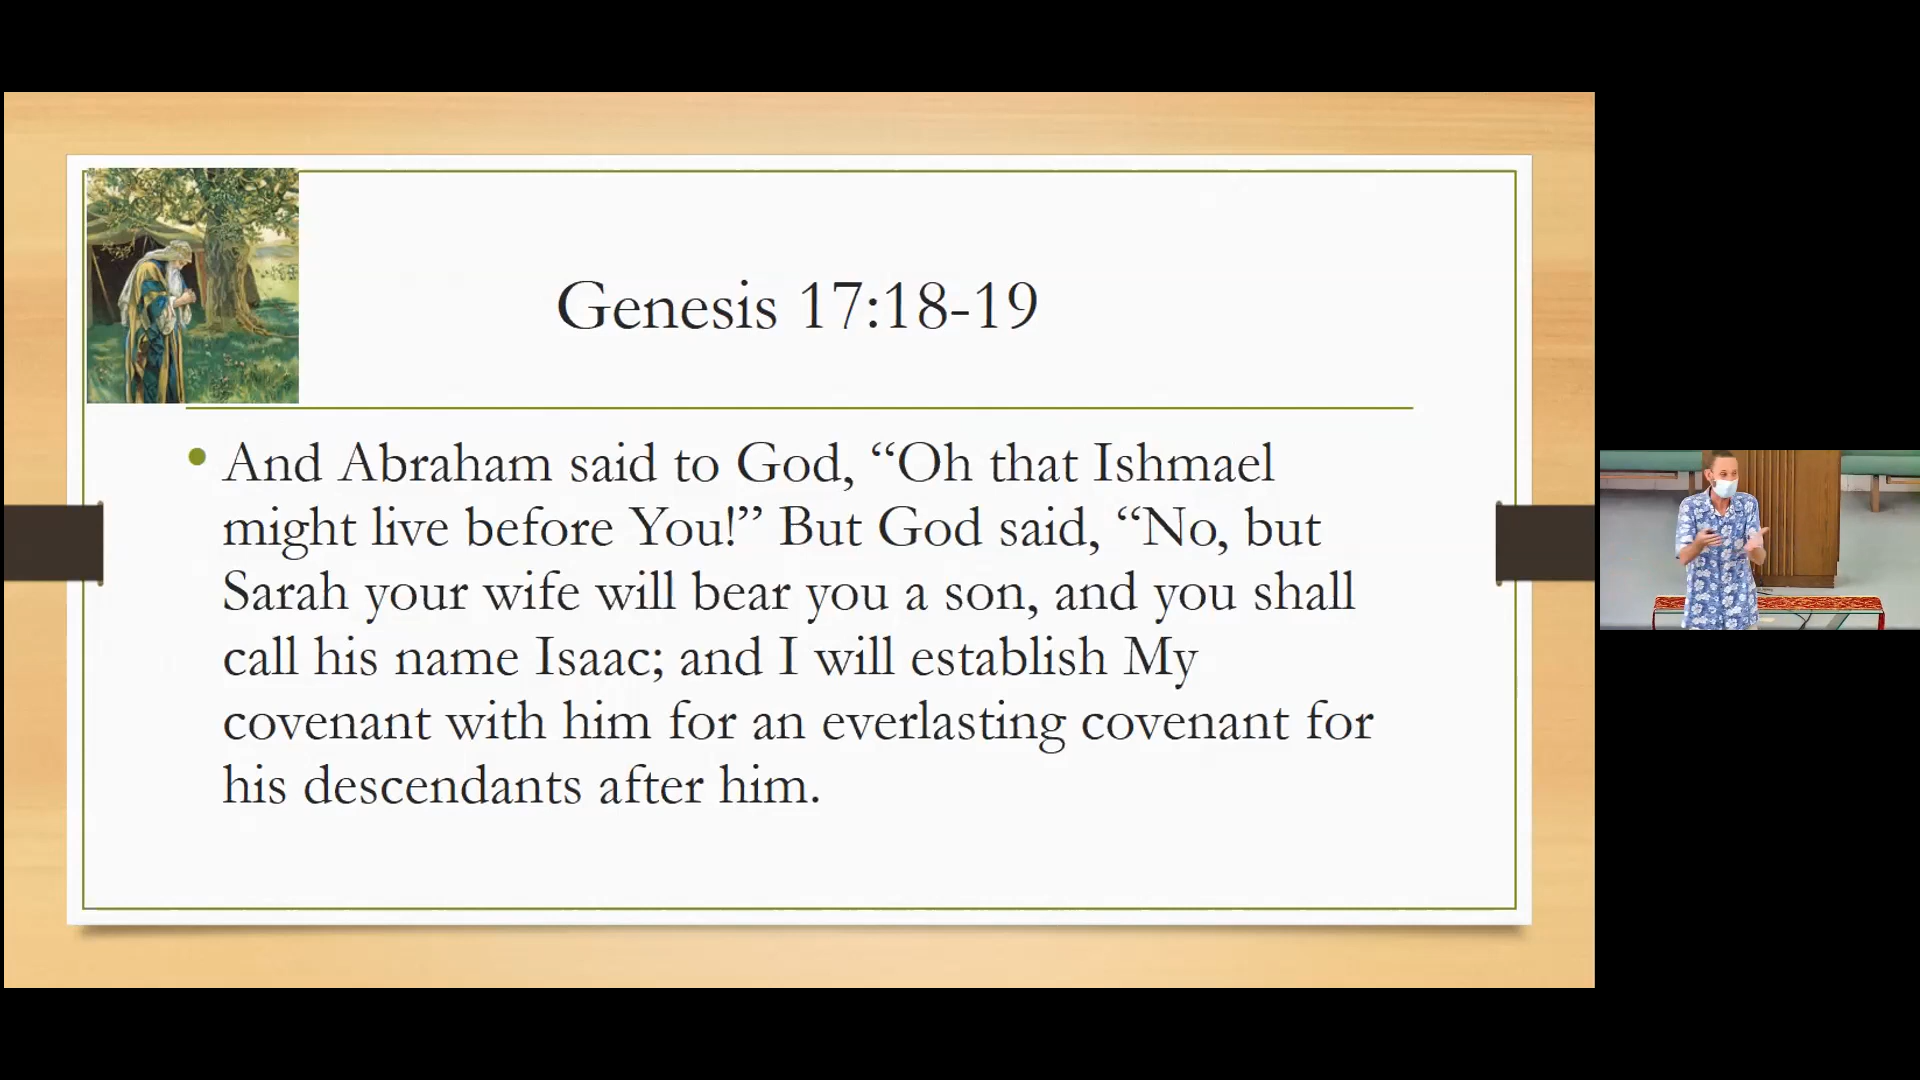 Genesis 17:18-19
And Abraham said to God, “Oh that Ishmael
might live before You!” But God said, “No, but
Sarah your wife will bear you a son, and you shall
call his name Isaac; and I will establish My
covenant with him for an everlasting covenant for
his descendants after him.